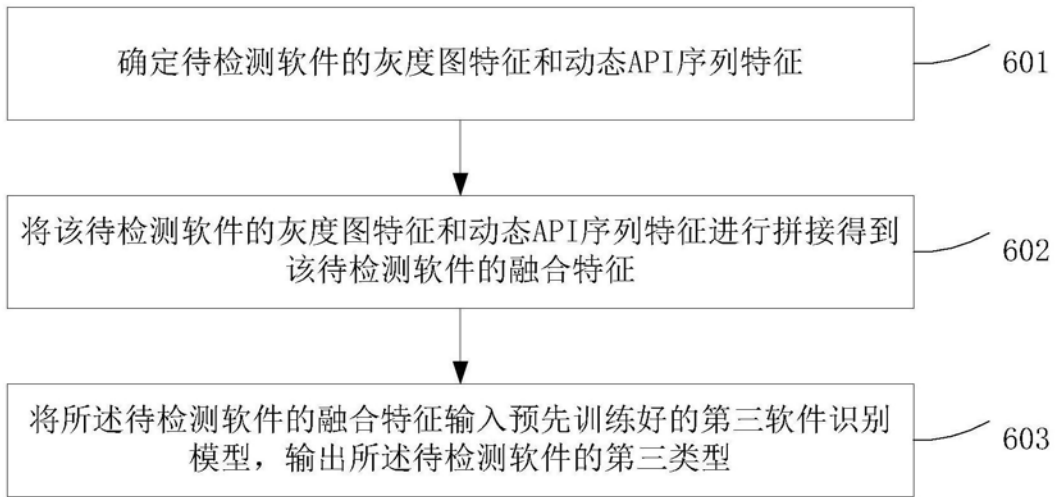 确定待检测软件的灰度图特征和动态API序列特征
601
将该待检测软件的灰度图特征和动态API序列特征进行拼接得到
该待检测软件的融合特征
602
将所述待检测软件的融合特征输入预先训练好的第三软件识别
模型，输出所述待检测软件的第三类型
603